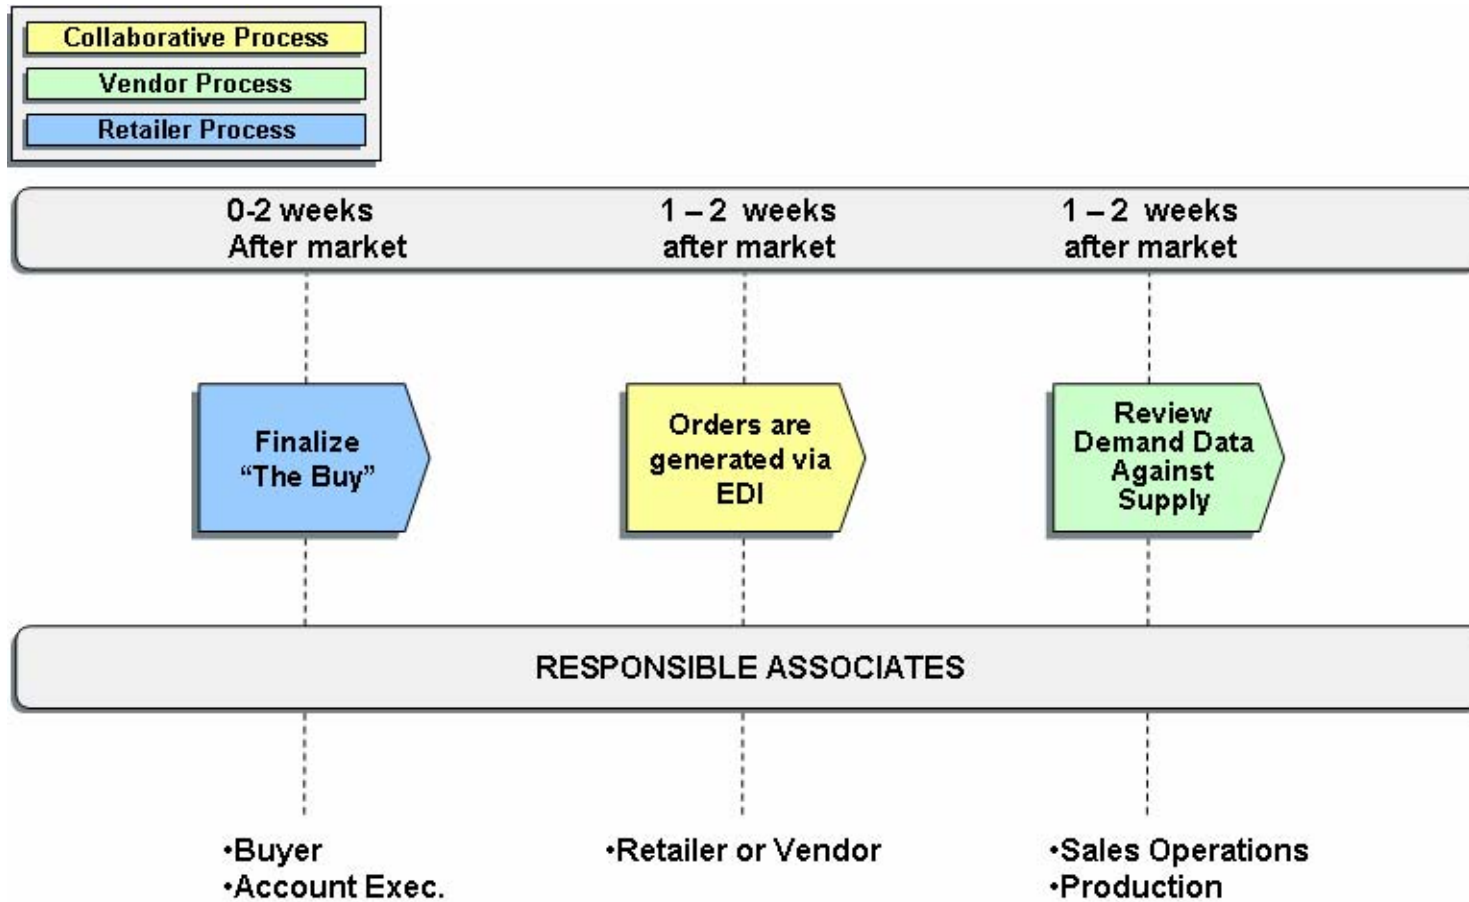 Collaborative Process
Vendor Process
Retailer Process
0-2 weeks
After market
1 – 2 weeks
after market
1 – 2 weeks
after market
Finalize
“The Buy”
Orders are
generated via
EDI
Review
Demand Data
Against
Supply
RESPONSIBLE ASSOCIATES
•Buyer
•Account Exec.
•Retailer or Vendor
•Sales Operations
•Production